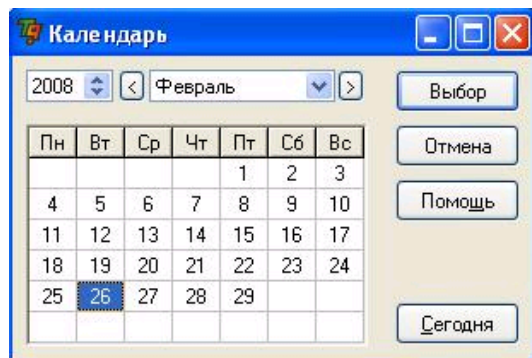 Календарь
2008 < Февраль >
Выбор
Отмена
Помощь
Сегодня
Пн Вт Ср Чт Пт Сб Вс
1 2 3
4 5 6 7 8 9 10
11 12 13 14 15 16 17
18 19 20 21 22 23 24
25 26 27 28 29